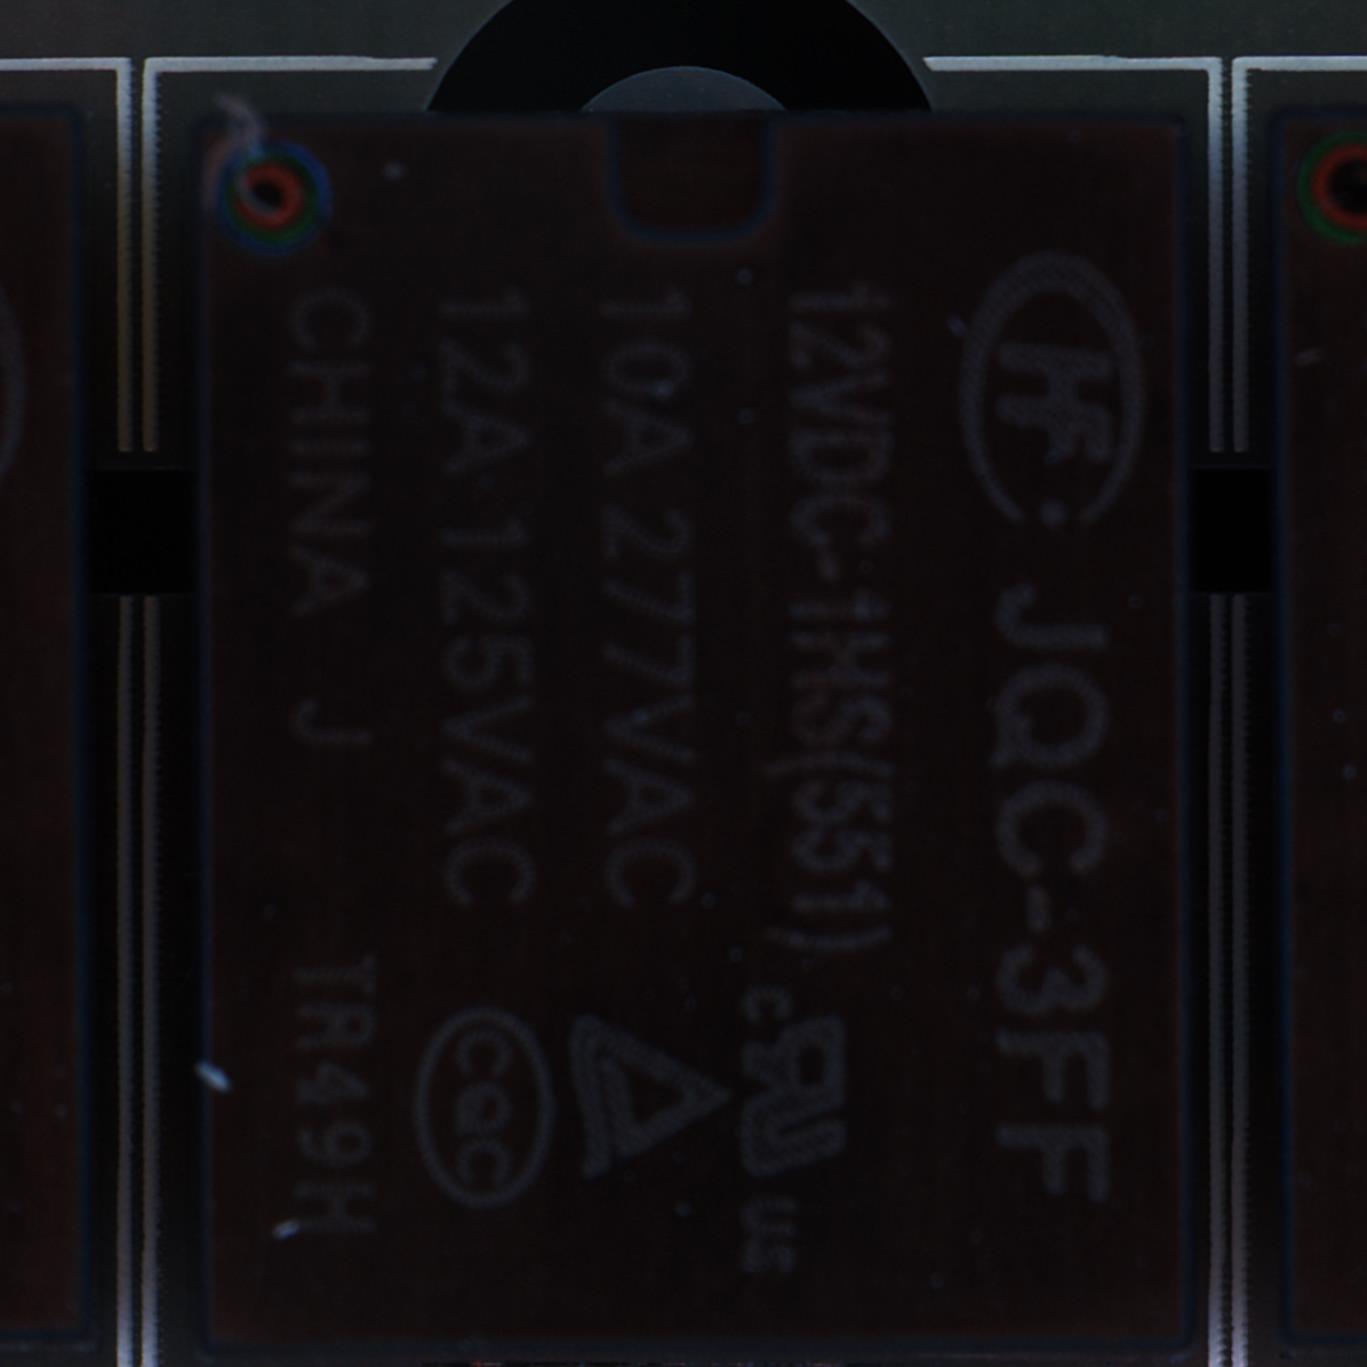 HF JQC-3FF
12VDC-1HS(551)
10A 277VAC
c US
12A 125VAC
CQC
CHINA J TR49H